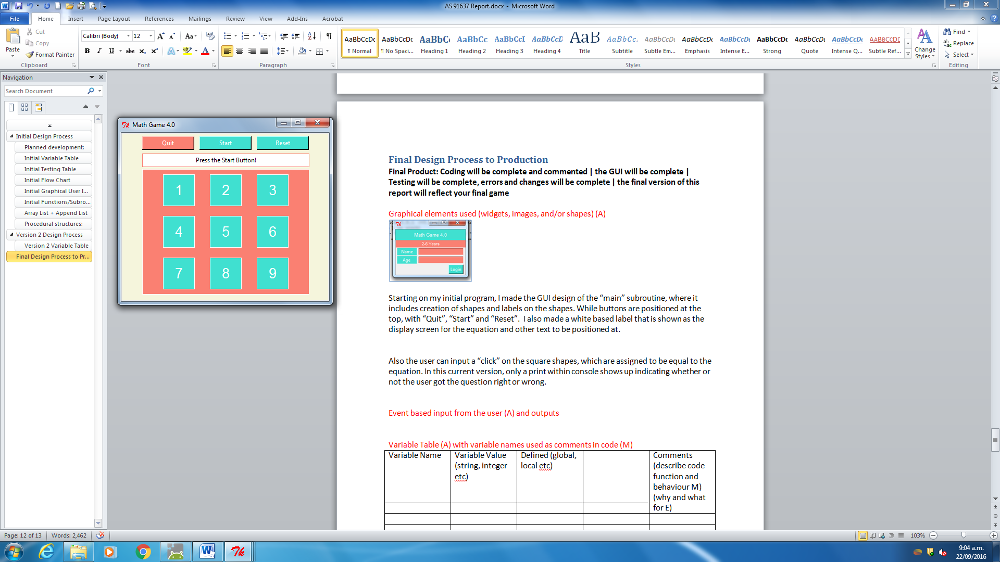 AS 91637 Report.docx - Microsoft Word
File Home Insert Page Layout References Mailings Review View Add-Ins Acrobat
Paste
Cut
Copy
Format Painter
Clipboard
Calibri (Body) 12
Font
Paragraph
AaBbCcDc AaBbCcDc AaBbC AaBbCc AaBbCcI AaBbCcD AaB AaBbCc. AaBbCcDc AaBbCcDc AaBbCcDc AaBbCcDc AaBbCcDc AaBbCcDc AaBbCcDc
¶ Normal ¶ No Spaci... Heading 1 Heading 2 Heading 3 Heading 4 Title Subtitle Subtle Em... Emphasis Intense E... Strong Quote Intense Q... Subtle Ref...
Styles
Change
Styles
Find
Replace
Select
Editing
Navigation
Search Document
Initial Design Process
Planned development:
Initial Variable Table
Initial Testing Table
Initial Flow Chart
Initial Graphical User I...
Initial Functions/Subro...
Array List + Append List
Procedural structures:
Version 2 Design Process
Version 2 Variable Table
Final Design Process to Pr...
Math Game 4.0
Quit Start Reset
Press the Start Button!
1 2 3
4 5 6
7 8 9
Final Design Process to Production
Final Product: Coding will be complete and commented | the GUI will be complete |
Testing will be complete, errors and changes will be complete | the final version of this
report will reflect your final game
Graphical elements used (widgets, images, and/or shapes) (A)
Math Game 4.0
2-6 Years
Name
Age
Login
Starting on my initial program, I made the GUI design of the “main” subroutine, where it
includes creation of shapes and labels on the shapes. While buttons are positioned at the
top, with “Quit”, “Start” and “Reset”. I also made a white based label that is shown as the
display screen for the equation and other text to be positioned at.
Also the user can input a “click” on the square shapes, which are assigned to be equal to the
equation. In this current version, only a print within console shows up indicating whether or
not the user got the question right or wrong.
Event based input from the user (A) and outputs
Variable Table (A) with variable names used as comments in code (M)
Variable Name
Variable Value
(string, integer
etc)
Defined (global,
local etc)
Comments
(describe code
function and
behaviour M)
(why and what
for E)
Page: 12 of 13 Words: 2,462
103%
9:04 a.m.
22/09/2016